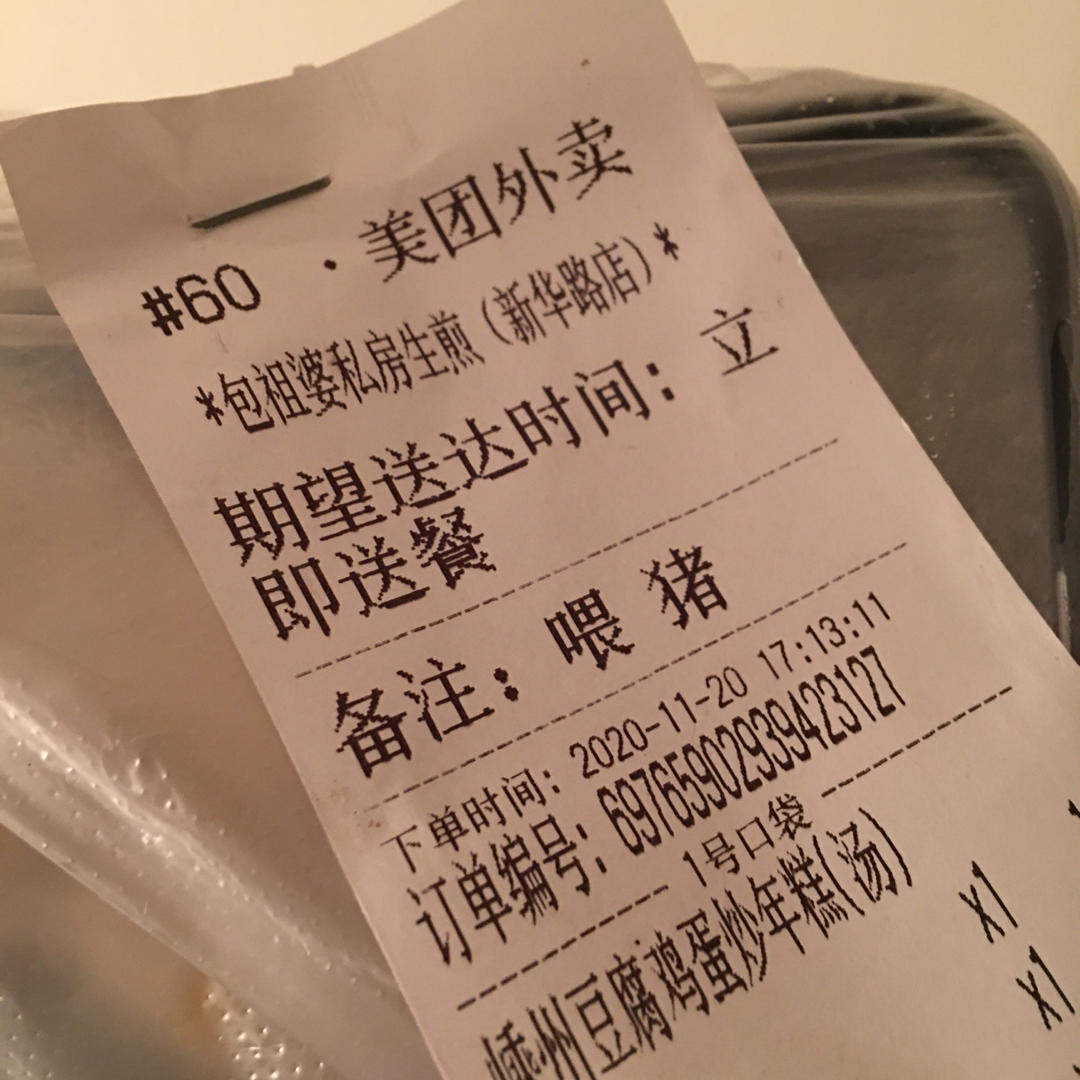 #60 ·美团外卖
*包祖婆私房生煎（新华路店）*
期望送达时间：立
即送餐
备注：喂 猪
下单时间：2020-11-20 17:13:11
订单编号：69765902939423127
1号口袋
嵊州豆腐鸡蛋炒年糕(汤)
x1
x1